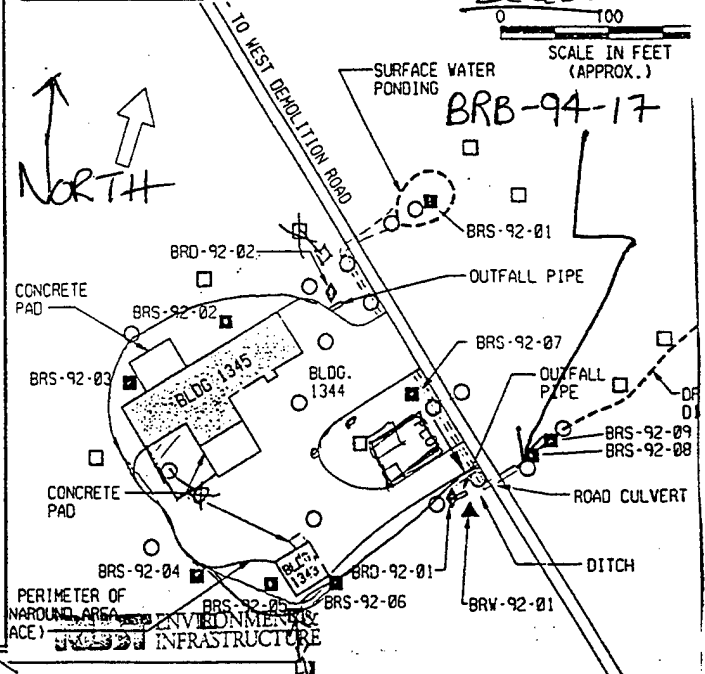 0 100
SCALE IN FEET
(APPROX.)
- TO WEST DEMOLITION ROAD
SURFACE WATER
PONDING
BRB-94-17
NORTH
BRS-92-01
BRD-92-02
OUTFALL PIPE
CONCRETE
PAD
BRS-92-02
BRS-92-07
BLDG 1345
BLDG.
1344
OUTFALL
PIPE
BRS-92-03
BRS-92-09
BRS-92-08
CONCRETE
PAD
ROAD CULVERT
BRS-92-04
BLDG.
1343
BRD-92-01
DITCH
BRS-92-05
BRS-92-06
BRW-92-01
PERIMETER OF
NAROUND AREA
ACE)
ENVIRONMENT &
INFRASTRUCTURE